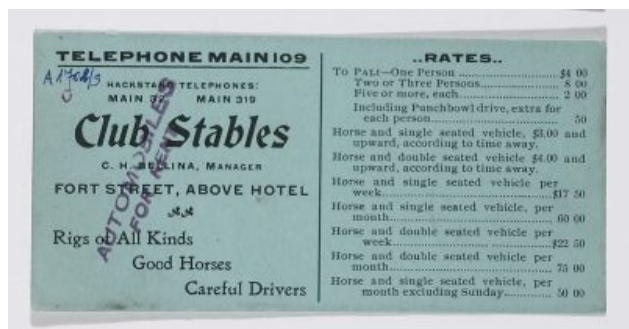 TELEPHONE MAIN 109
A1762/3
HACKSTAND TELEPHONES:
MAIN 32 MAIN 319
Club Stables
C. H. BELLINA, MANAGER
FORT STREET, ABOVE HOTEL
Rigs of All Kinds
Good Horses
Careful Drivers
AUTOMOBILES
FOR RENT
..RATES..
To PALI—One Person ........ $4 00
Two or Three Persons ........ 8 00
Five or more, each ........ 2 00
Including Punchbowl drive, extra for
each person ........ 50
Horse and single seated vehicle, $3.00 and
upward, according to time away.
Horse and double seated vehicle $4.00 and
upward, according to time away.
Horse and single seated vehicle per
week ........ $17 50
Horse and single seated vehicle, per
month ........ 60 00
Horse and double seated vehicle per
week ........ $22 50
Horse and double seated vehicle, per
month ........ 75 00
Horse and single seated vehicle, per
month excluding Sunday ........ 50 00